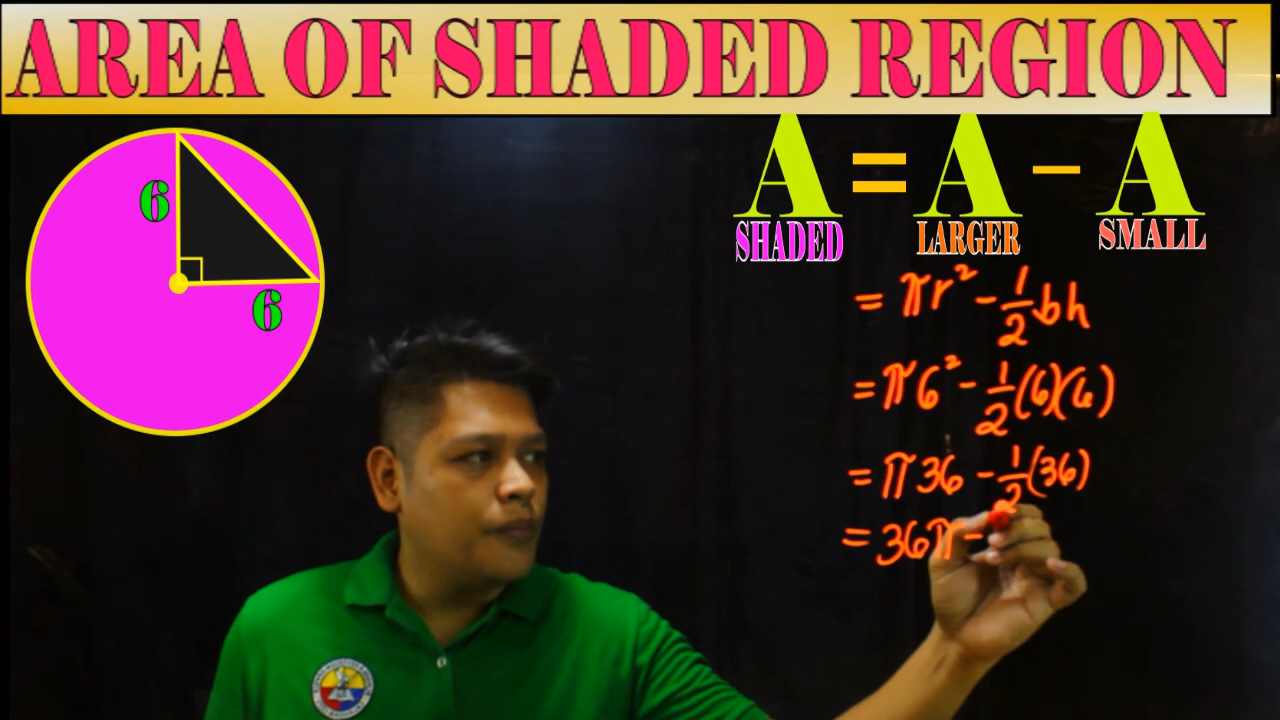 AREA OF SHADED REGION
6
6
A = A - A
SHADED LARGER SMALL
= πr² - 1/2 bh
= π6² - 1/2 (6)(6)
= π36 - 1/2 (36)
= 36π -